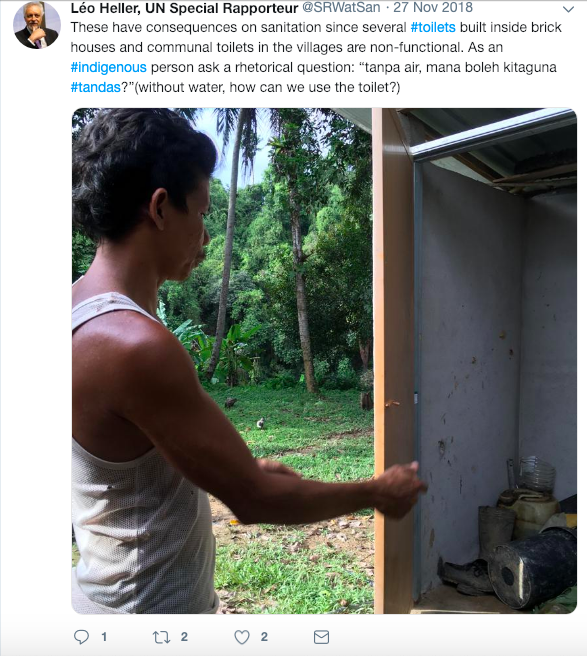 Léo Heller, UN Special Rapporteur @SRWatSan · 27 Nov 2018
These have consequences on sanitation since several #toilets built inside brick
houses and communal toilets in the villages are non-functional. As an
#indigenous person ask a rhetorical question: “tanpa air, mana boleh kitaguna
#tandas?”(without water, how can we use the toilet?)
1 2 2